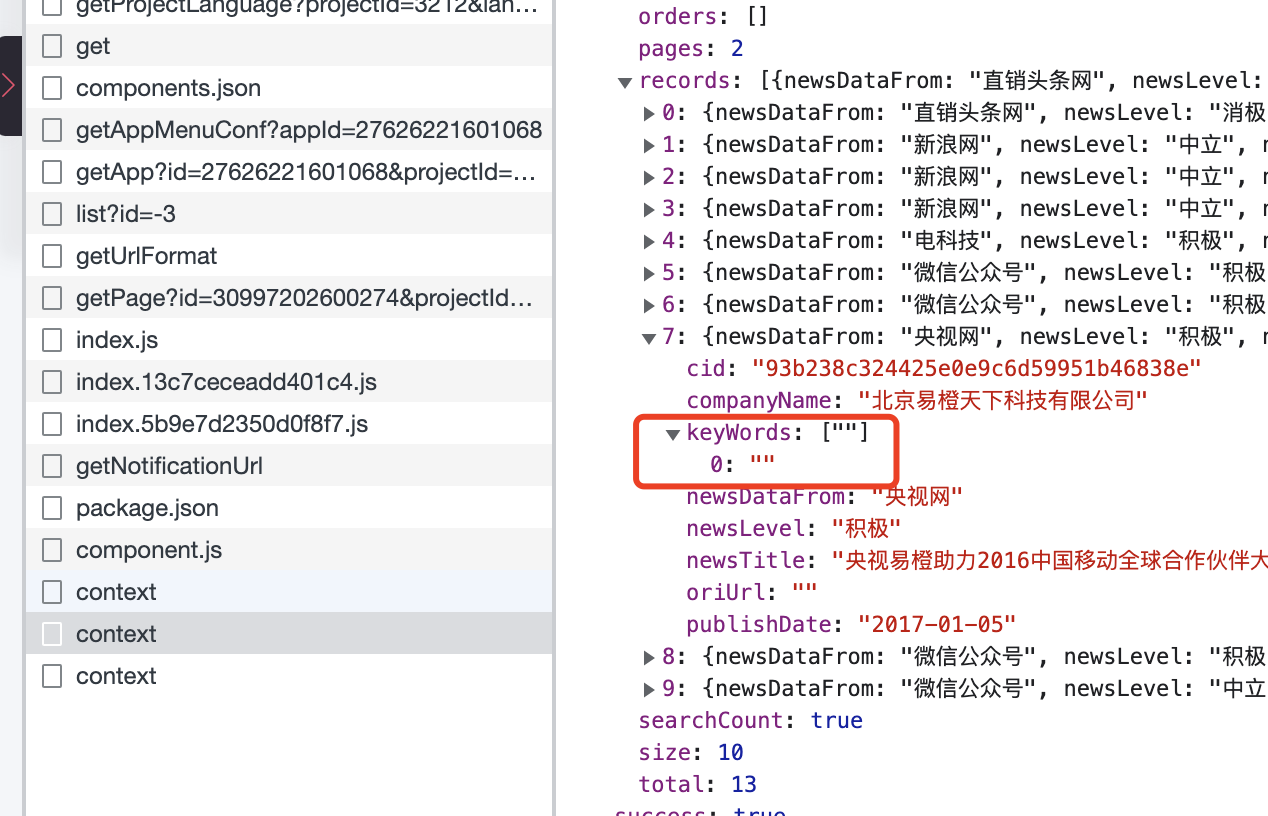 getProjectLanguage?projectId=3212&lan...
get
components.json
getAppMenuConf?appId=27626221601068
getApp?id=27626221601068&projectId=...
list?id=-3
getUrlFormat
getPage?id=30997202600274&projectId...
index.js
index.13c7ceceadd401c4.js
index.5b9e7d2350d0f8f7.js
getNotificationUrl
package.json
component.js
context
context
context
orders: []
pages: 2
records: [{newsDataFrom: "直销头条网", newsLevel:
0: {newsDataFrom: "直销头条网", newsLevel: "消极
1: {newsDataFrom: "新浪网", newsLevel: "中立",
2: {newsDataFrom: "新浪网", newsLevel: "中立",
3: {newsDataFrom: "新浪网", newsLevel: "中立",
4: {newsDataFrom: "电科技", newsLevel: "积极",
5: {newsDataFrom: "微信公众号", newsLevel: "积极
6: {newsDataFrom: "微信公众号", newsLevel: "积极
7: {newsDataFrom: "央视网", newsLevel: "积极",
cid: "93b238c324425e0e9c6d59951b46838e"
companyName: "北京易橙天下科技有限公司"
keyWords: [""]
0: ""
newsDataFrom: "央视网"
newsLevel: "积极"
newsTitle: "央视易橙助力2016中国移动全球合作伙伴大
oriUrl: ""
publishDate: "2017-01-05"
8: {newsDataFrom: "微信公众号", newsLevel: "积极
9: {newsDataFrom: "微信公众号", newsLevel: "中立
searchCount: true
size: 10
total: 13
success: true